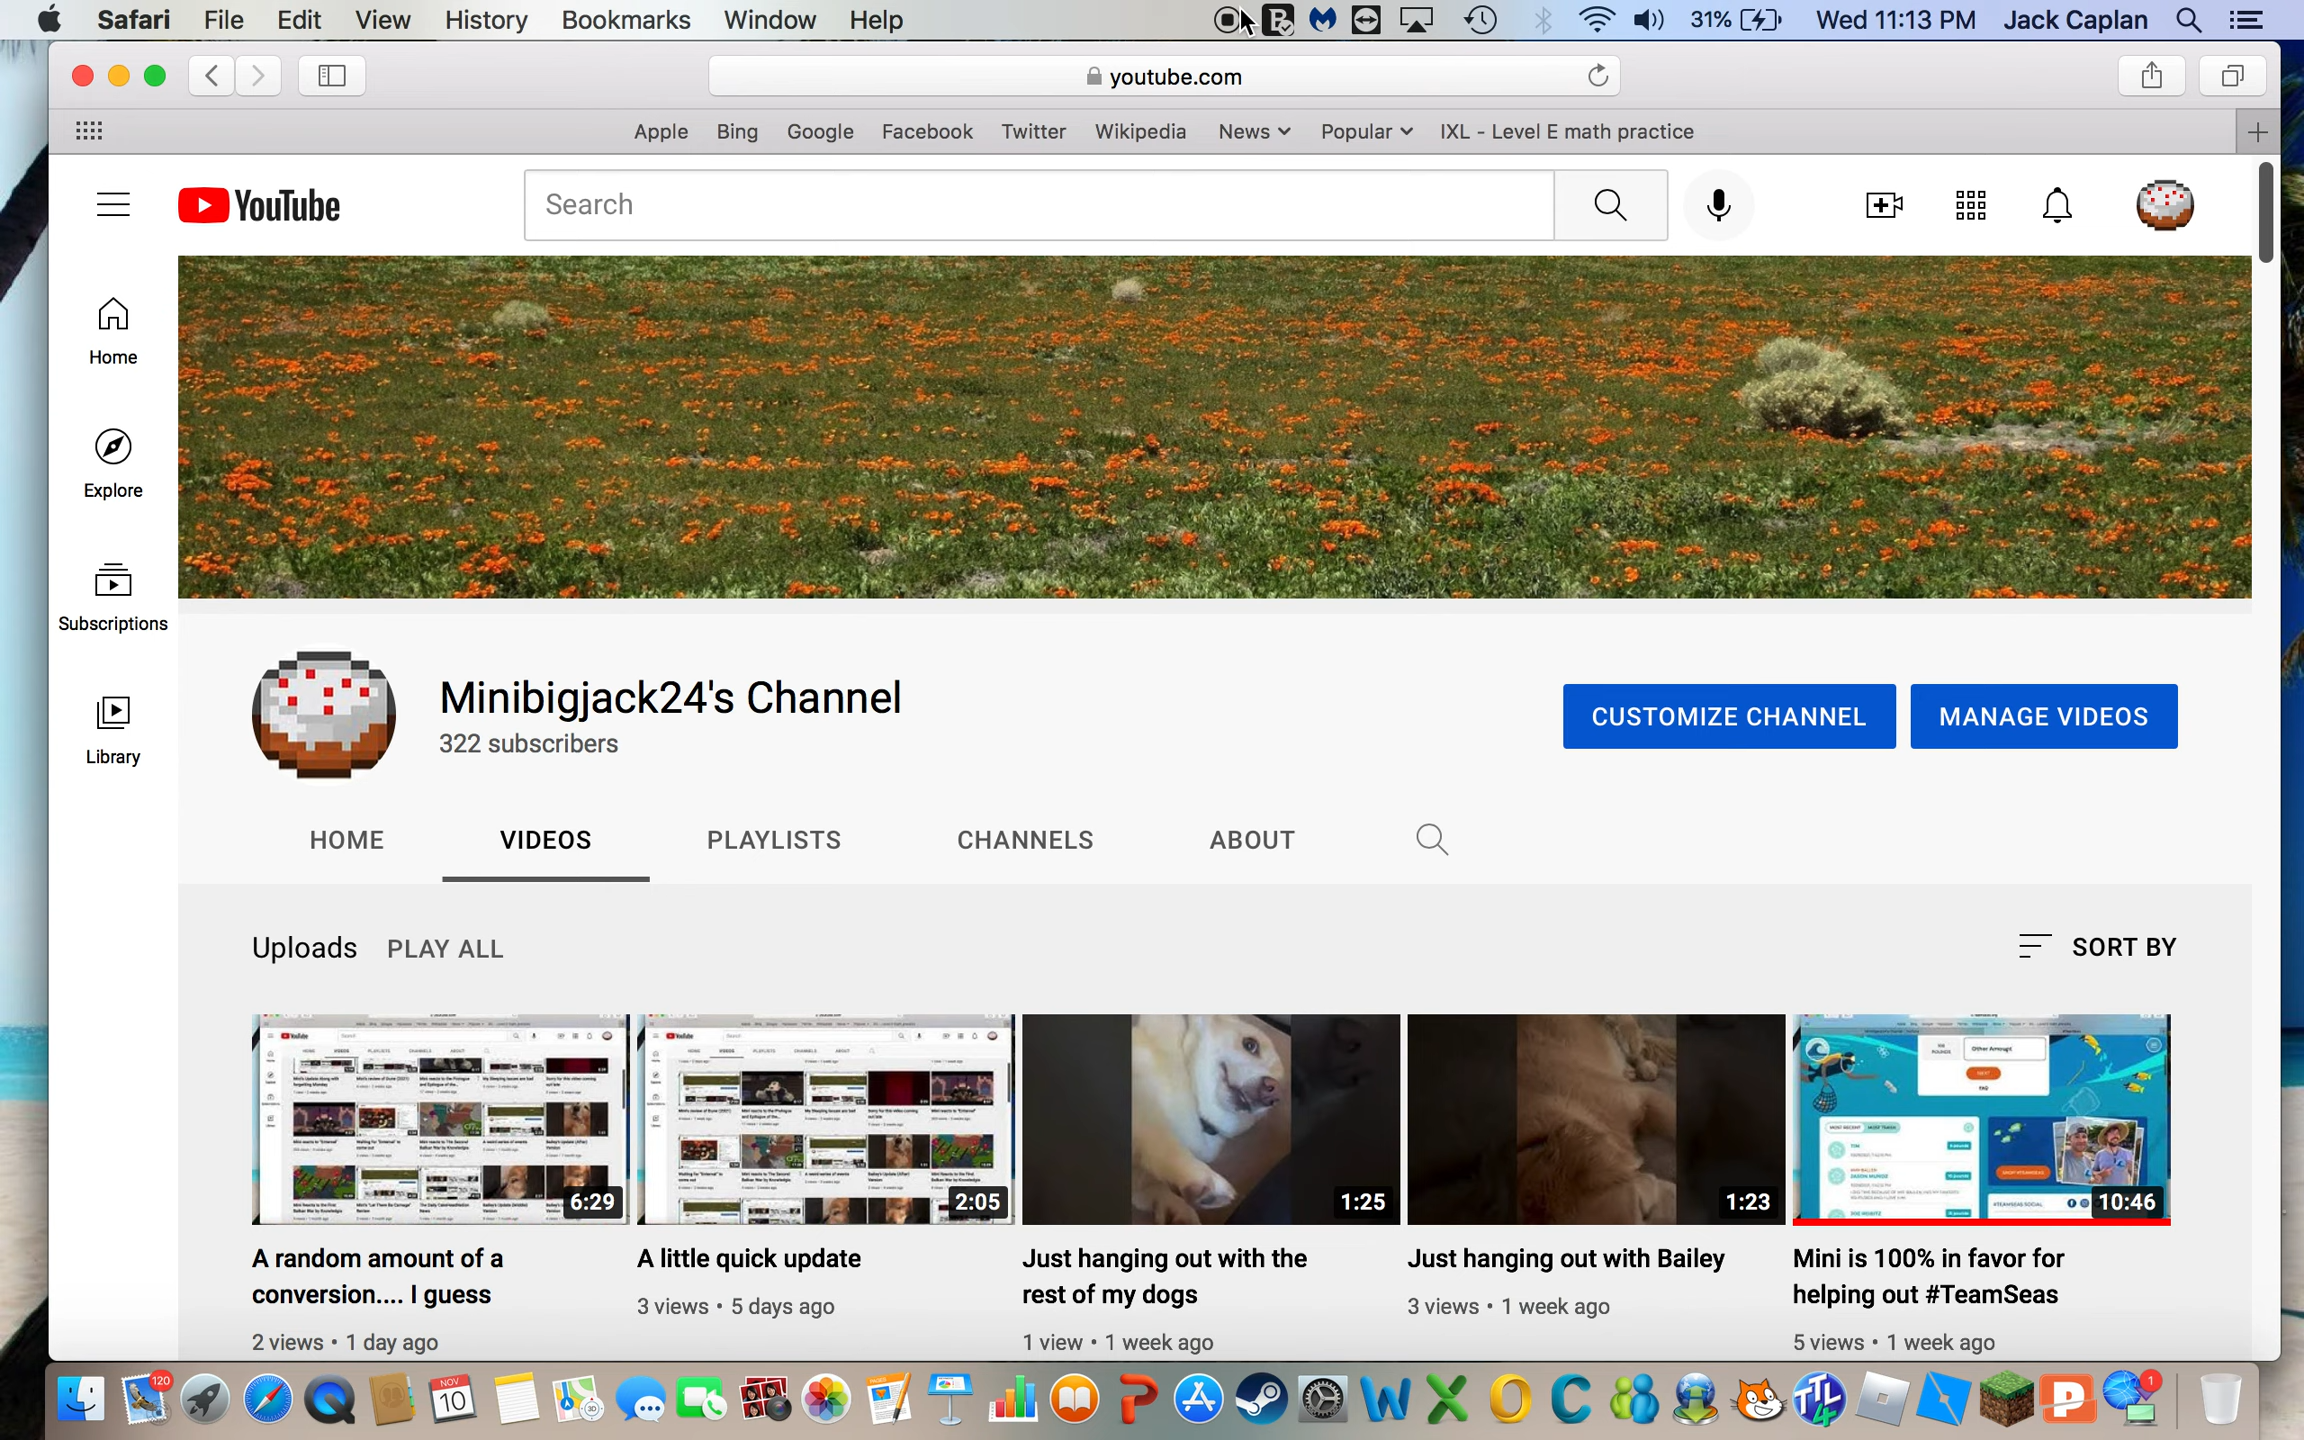 Safari File Edit View History Bookmarks Window Help 31% Wed 11:13 PM Jack Caplan
youtube.com
Apple Bing Google Facebook Twitter Wikipedia News Popular IXL - Level E math practice
YouTube Search
Home
Explore
Subscriptions
Library
Minibigjack24's Channel
322 subscribers
CUSTOMIZE CHANNEL MANAGE VIDEOS
HOME VIDEOS PLAYLISTS CHANNELS ABOUT
Uploads PLAY ALL SORT BY
6:29 2:05 1:25 1:23 10:46
A random amount of a
conversion.... I guess
2 views • 1 day ago
A little quick update
3 views • 5 days ago
Just hanging out with the
rest of my dogs
1 view • 1 week ago
Just hanging out with Bailey
3 views • 1 week ago
Mini is 100% in favor for
helping out #TeamSeas
5 views • 1 week ago
120
NOV
10
1